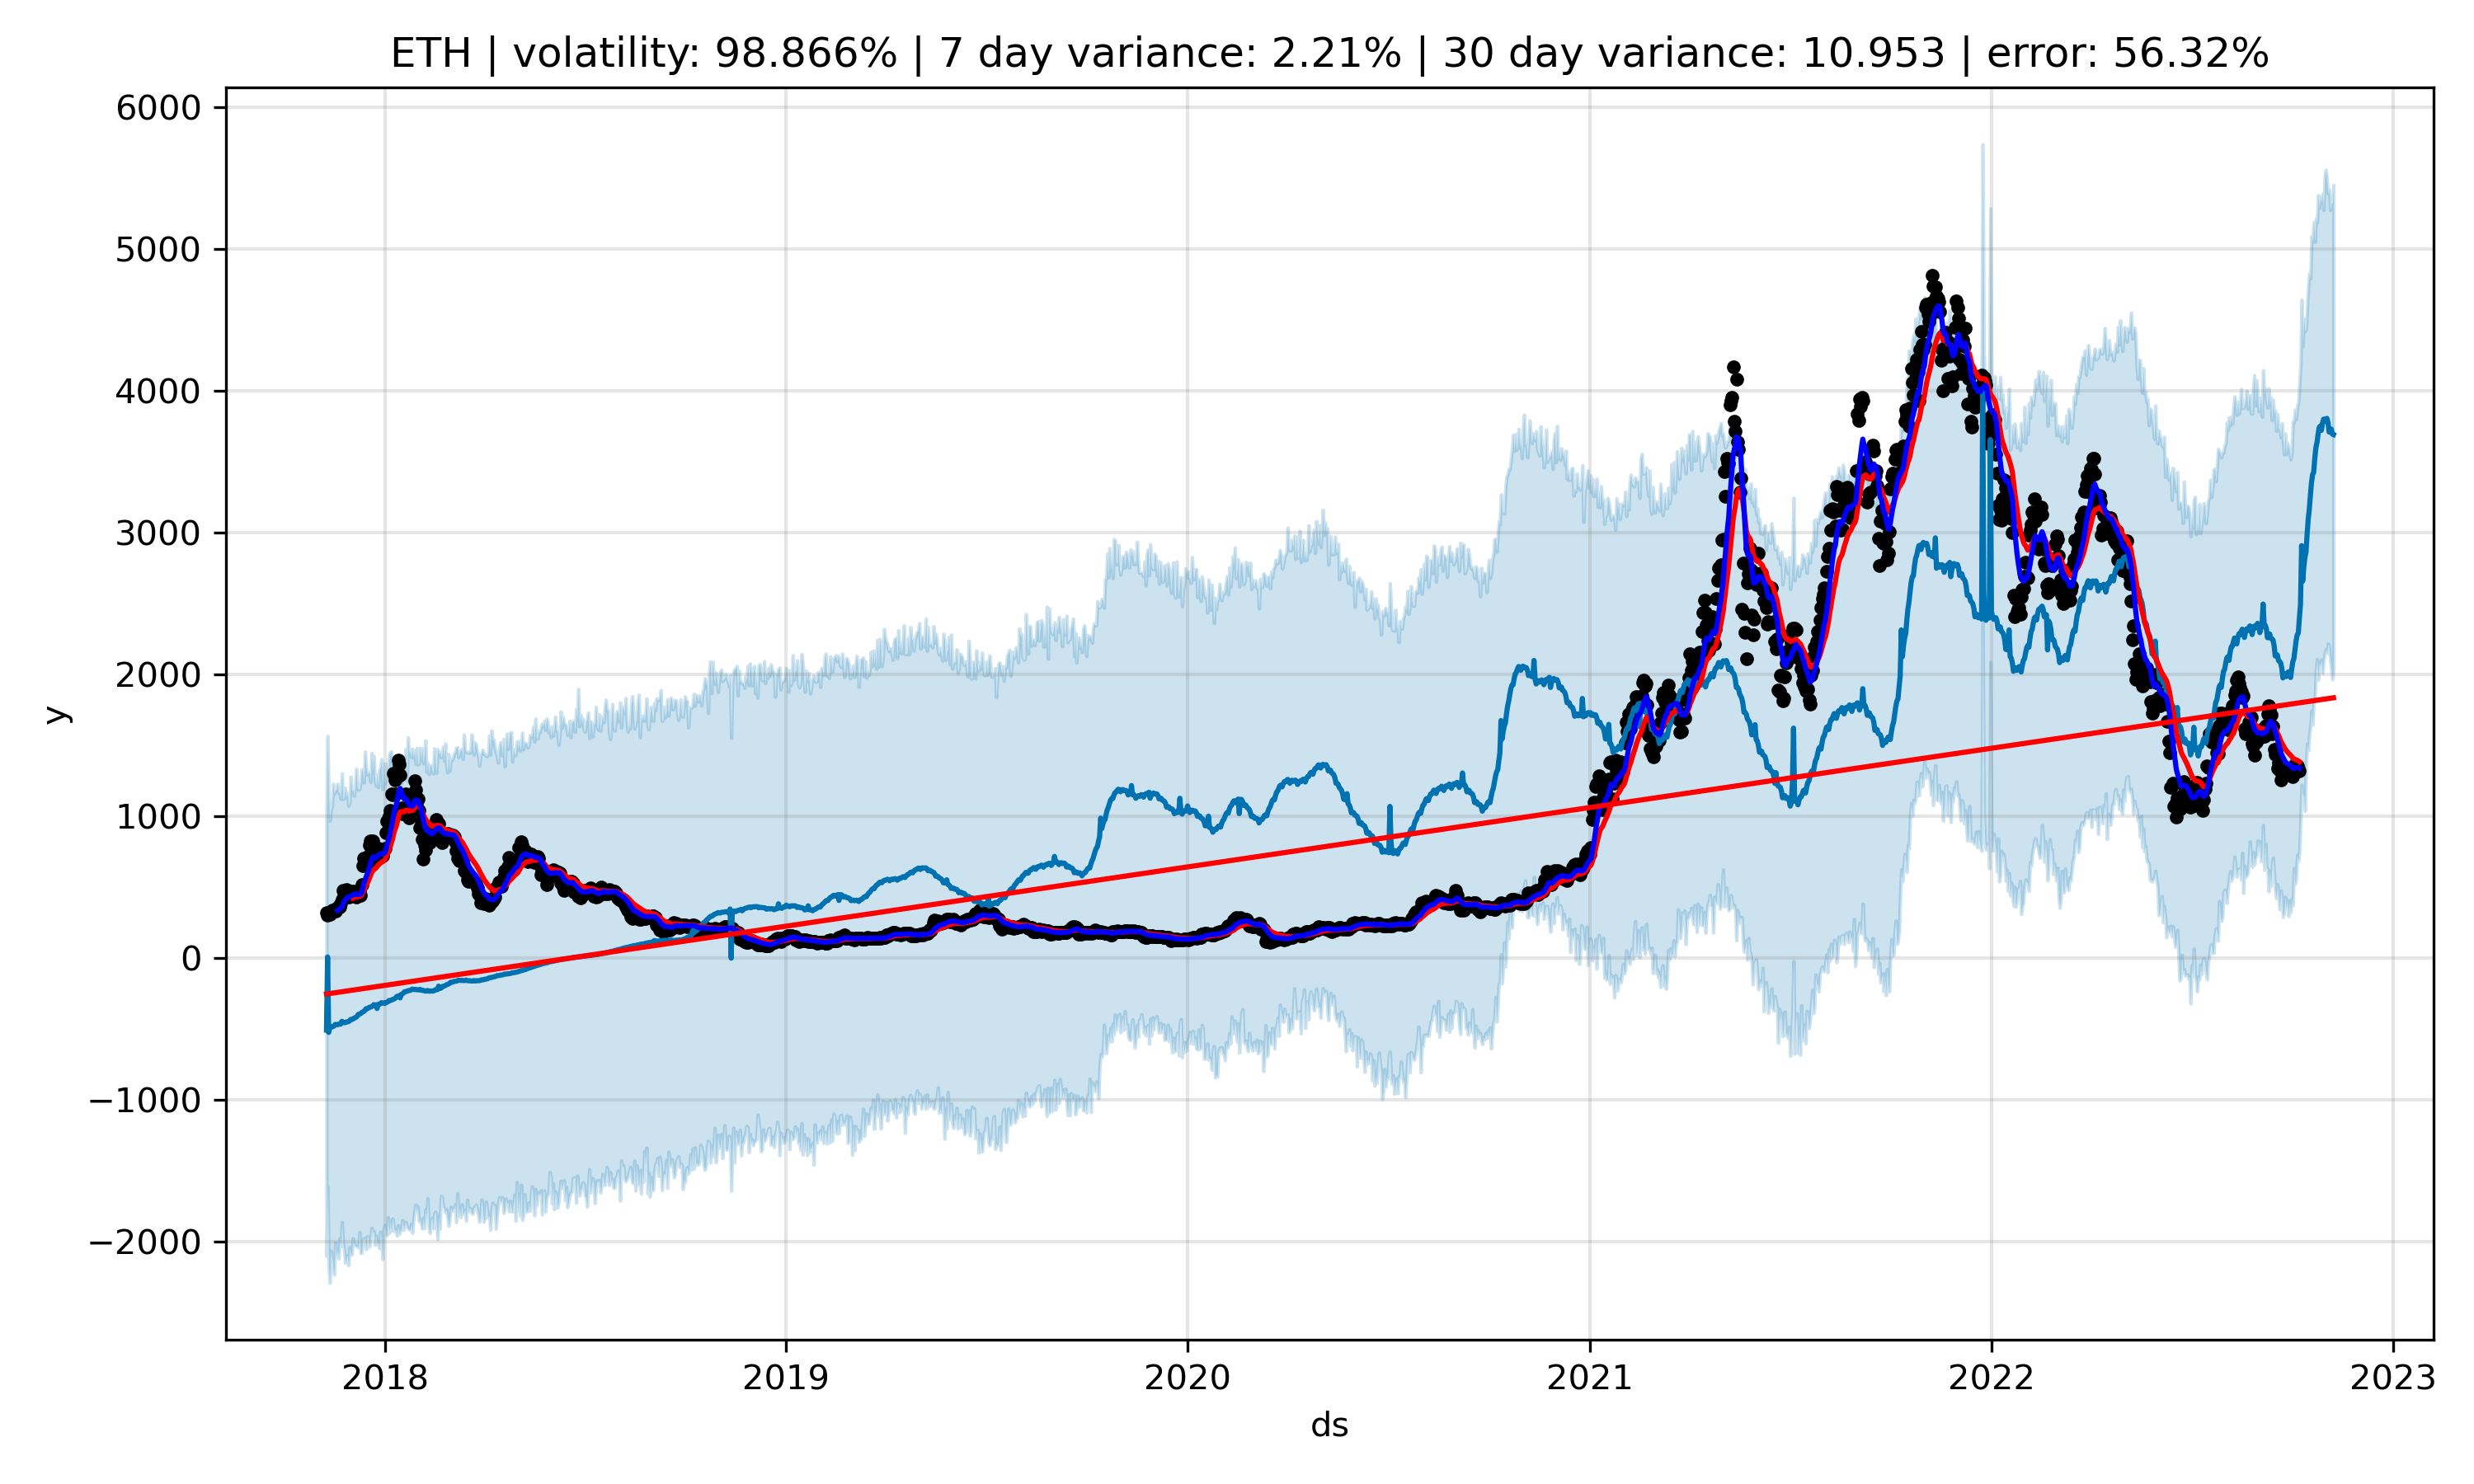 ETH | volatility: 98.866% | 7 day variance: 2.21% | 30 day variance: 10.953 | error: 56.32%
6000
5000
4000
3000
2000
1000
0
−1000
−2000
y
2018 2019 2020 2021 2022 2023
ds